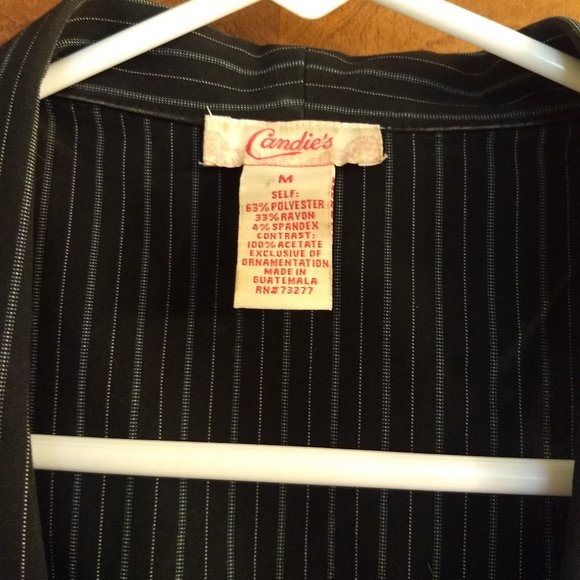 Candie's
M
SELF:
63% POLYESTER
33% RAYON
4% SPANDEX
CONTRAST:
100% ACETATE
EXCLUSIVE OF
ORNAMENTATION
MADE IN
GUATEMALA
RN# 73277